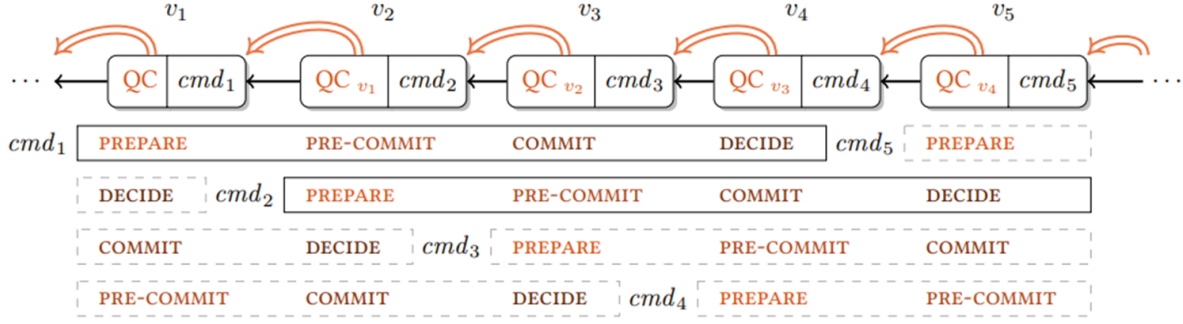 v₁ v₂ v₃ v₄ v₅
··· QC cmd₁ QC v₁ cmd₂ QC v₂ cmd₃ QC v₃ cmd₄ QC v₄ cmd₅ ···
cmd₁ PREPARE PRE-COMMIT COMMIT DECIDE cmd₅ PREPARE
DECIDE cmd₂ PREPARE PRE-COMMIT COMMIT DECIDE
COMMIT DECIDE cmd₃ PREPARE PRE-COMMIT COMMIT
PRE-COMMIT COMMIT DECIDE cmd₄ PREPARE PRE-COMMIT